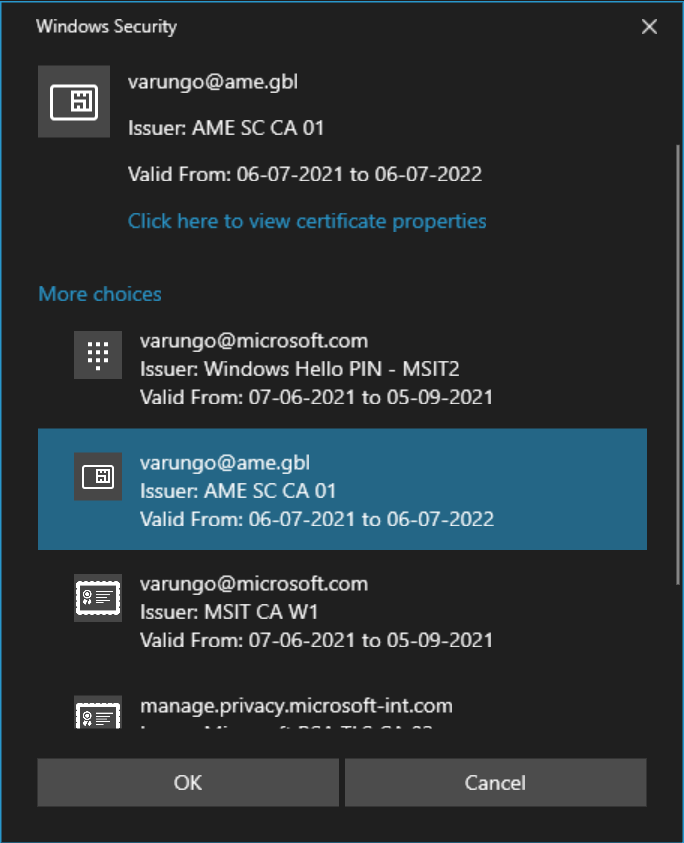 Windows Security
varungo@ame.gbl
Issuer: AME SC CA 01
Valid From: 06-07-2021 to 06-07-2022
Click here to view certificate properties
More choices
varungo@microsoft.com
Issuer: Windows Hello PIN - MSIT2
Valid From: 07-06-2021 to 05-09-2021
varungo@ame.gbl
Issuer: AME SC CA 01
Valid From: 06-07-2021 to 06-07-2022
varungo@microsoft.com
Issuer: MSIT CA W1
Valid From: 07-06-2021 to 05-09-2021
manage.privacy.microsoft-int.com
OK
Cancel